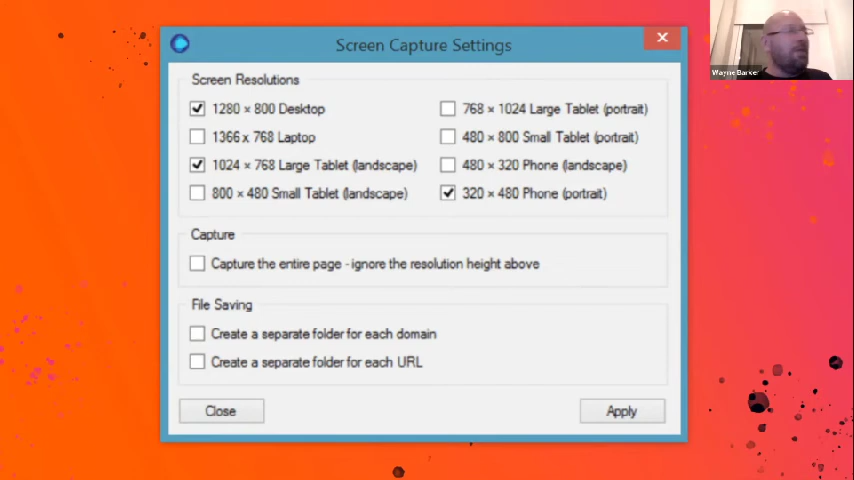 Screen Capture Settings
Wayne Barker
Screen Resolutions
1280 × 800 Desktop
768 × 1024 Large Tablet (portrait)
1366 x 768 Laptop
480 × 800 Small Tablet (portrait)
1024 × 768 Large Tablet (landscape)
480 × 320 Phone (landscape)
800 × 480 Small Tablet (landscape)
320 × 480 Phone (portrait)
Capture
Capture the entire page - ignore the resolution height above
File Saving
Create a separate folder for each domain
Create a separate folder for each URL
Close
Apply